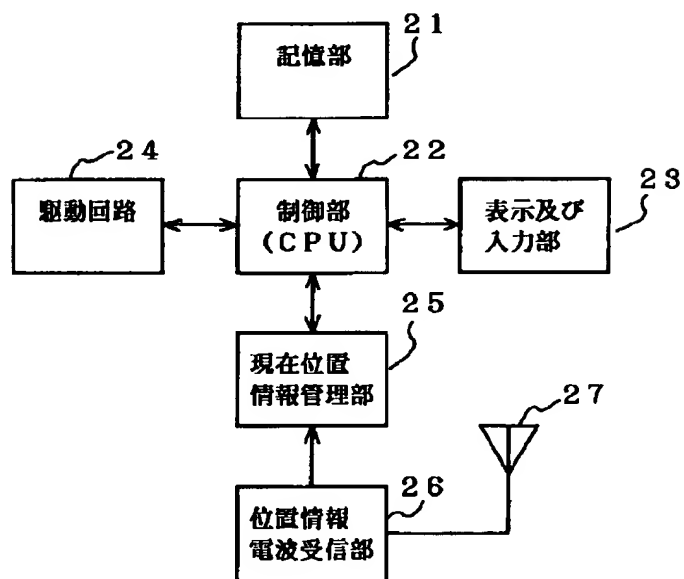 21
記憶部
24
22
23
駆動回路
制御部
(CPU)
表示及び
入力部
25
現在位置
情報管理部
27
26
位置情報
電波受信部